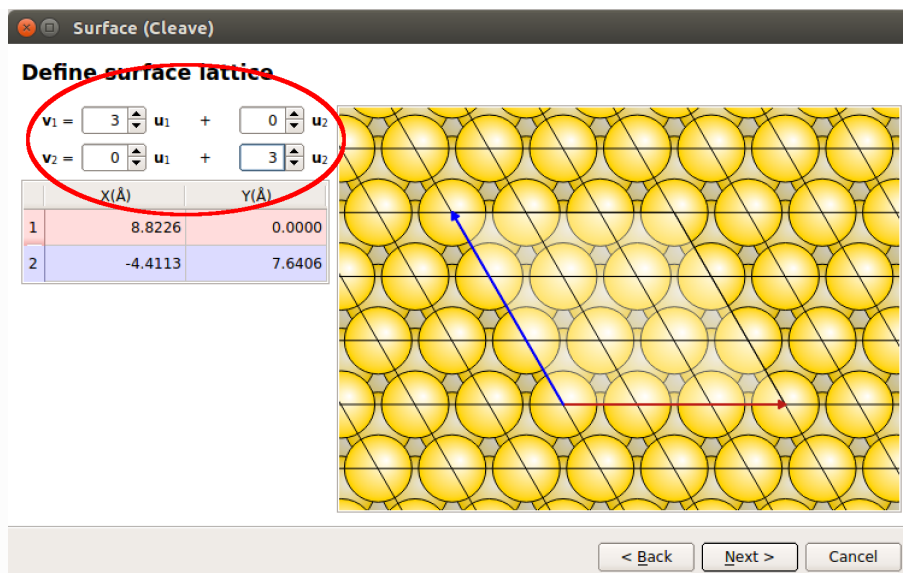 Surface (Cleave)
Define surface lattice
v₁ = 3 u₁ + 0 u₂
v₂ = 0 u₁ + 3 u₂
X(Å) Y(Å)
1 8.8226 0.0000
2 -4.4113 7.6406
< Back Next > Cancel